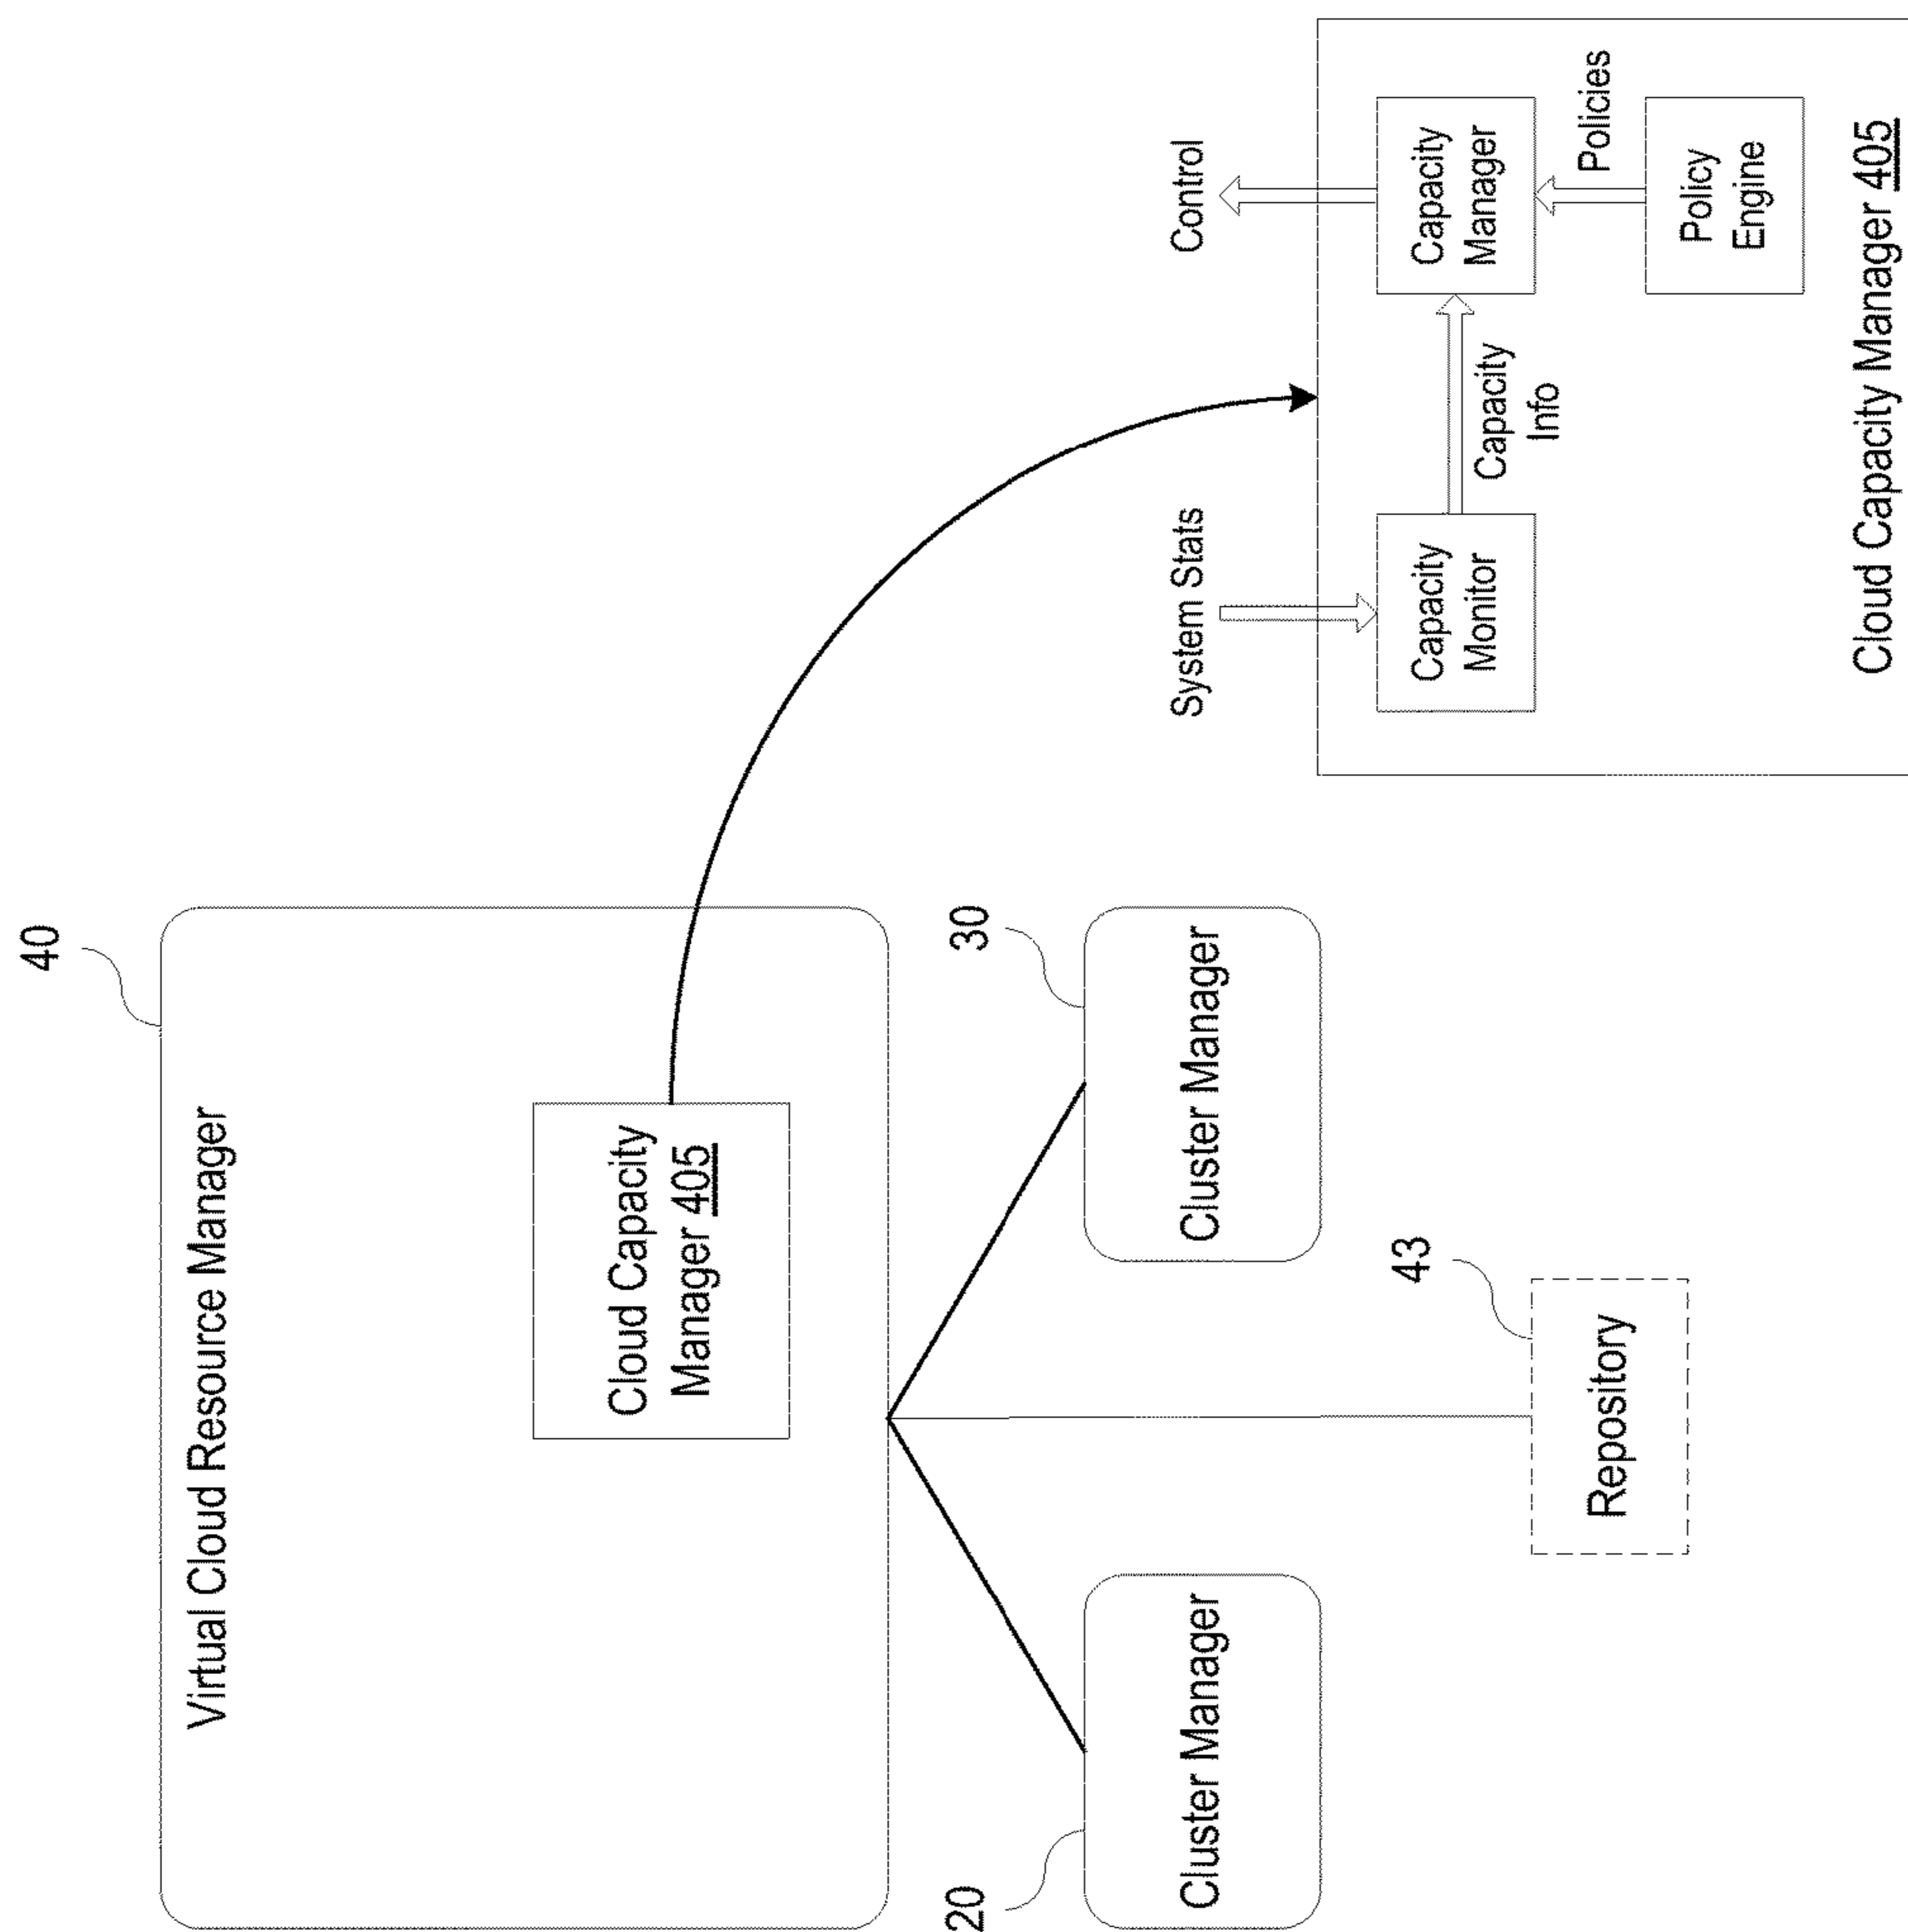 40
Virtual Cloud Resource Manager
Cloud Capacity
Manager 405
20
Cluster Manager
30
Cluster Manager
43
Repository
System Stats
Control
Capacity
Monitor
Capacity
Info
Capacity
Manager
Policies
Policy
Engine
Cloud Capacity Manager 405